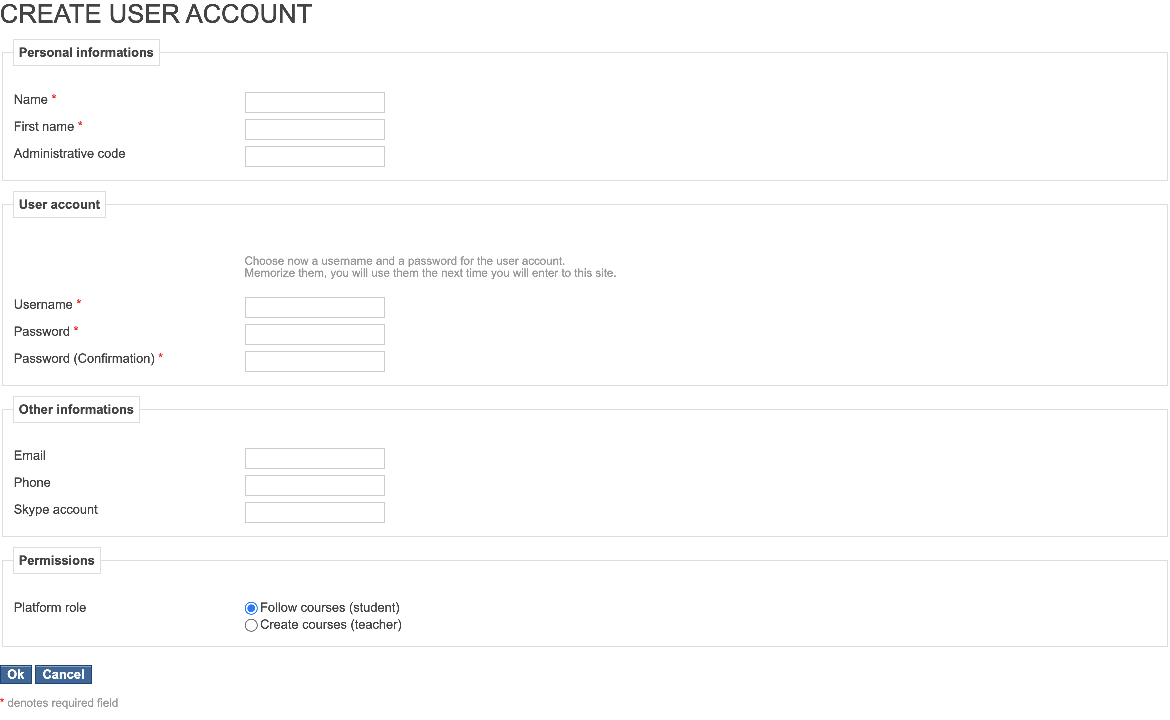 CREATE USER ACCOUNT
Personal informations
Name *
First name *
Administrative code
User account
Choose now a username and a password for the user account.
Memorize them, you will use them the next time you will enter to this site.
Username *
Password *
Password (Confirmation) *
Other informations
Email
Phone
Skype account
Permissions
Platform role
Follow courses (student)
Create courses (teacher)
Ok Cancel
* denotes required field